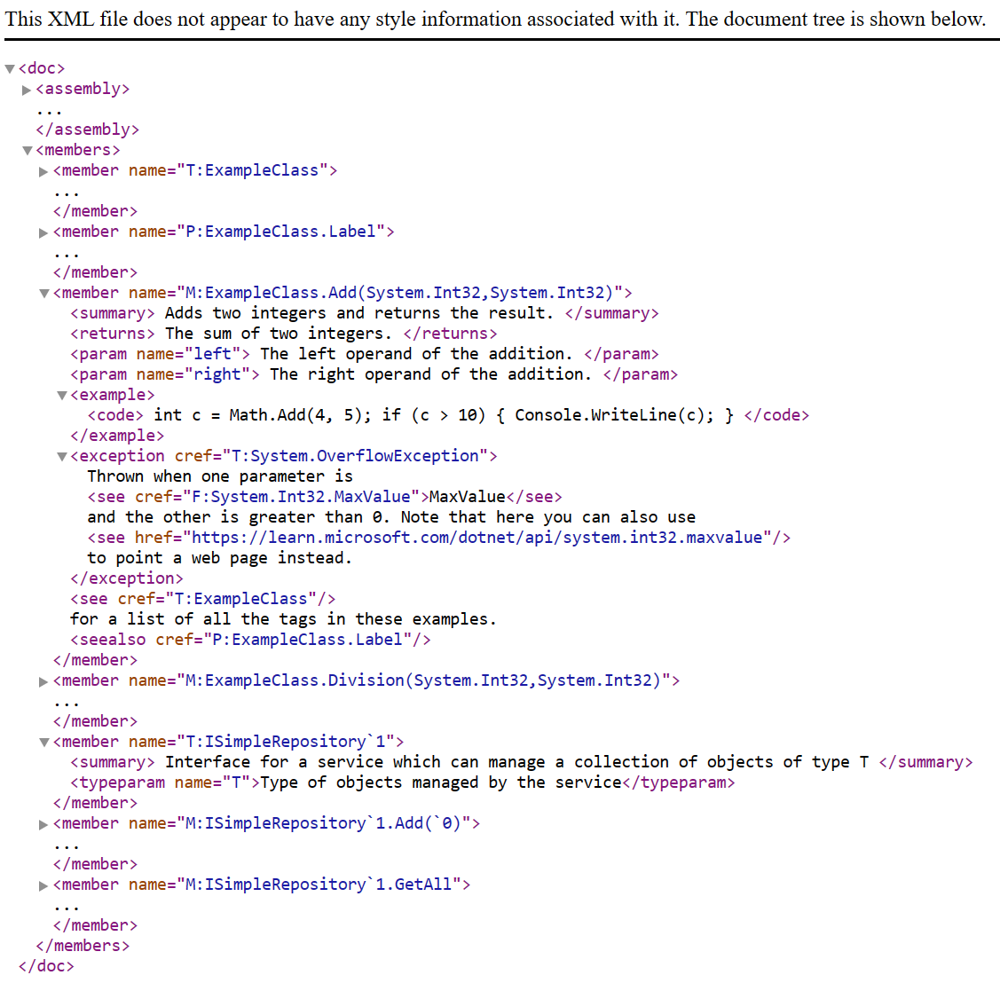 This XML file does not appear to have any style information associated with it. The document tree is shown below.
▼<doc>
▶<assembly>
...
</assembly>
▼<members>
▶<member name="T:ExampleClass">
...
</member>
▶<member name="P:ExampleClass.Label">
...
</member>
▼<member name="M:ExampleClass.Add(System.Int32,System.Int32)">
<summary> Adds two integers and returns the result. </summary>
<returns> The sum of two integers. </returns>
<param name="left"> The left operand of the addition. </param>
<param name="right"> The right operand of the addition. </param>
▼<example>
<code> int c = Math.Add(4, 5); if (c > 10) { Console.WriteLine(c); } </code>
</example>
▼<exception cref="T:System.OverflowException">
Thrown when one parameter is
<see cref="F:System.Int32.MaxValue">MaxValue</see>
and the other is greater than 0. Note that here you can also use
<see href="https://learn.microsoft.com/dotnet/api/system.int32.maxvalue"/>
to point a web page instead.
</exception>
<see cref="T:ExampleClass"/>
for a list of all the tags in these examples.
<seealso cref="P:ExampleClass.Label"/>
</member>
▶<member name="M:ExampleClass.Division(System.Int32,System.Int32)">
...
</member>
▼<member name="T:ISimpleRepository`1">
<summary> Interface for a service which can manage a collection of objects of type T </summary>
<typeparam name="T">Type of objects managed by the service</typeparam>
</member>
▶<member name="M:ISimpleRepository`1.Add(`0)">
...
</member>
▶<member name="M:ISimpleRepository`1.GetAll">
...
</member>
</members>
</doc>